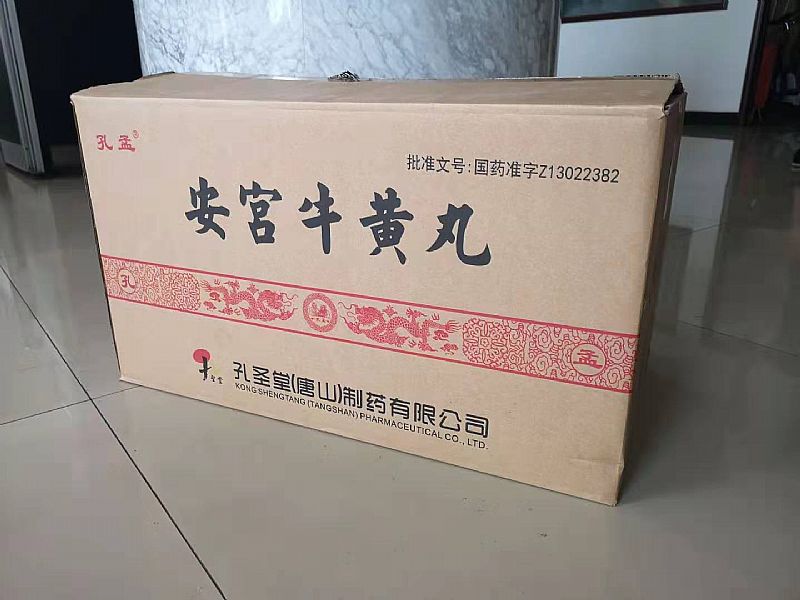 孔孟®
批准文号:国药准字Z13022382
安宫牛黄丸
孔
孟
孔圣堂(唐山)制药有限公司
KONG SHENGTANG (TANGSHAN) PHARMACEUTICAL CO., LTD.